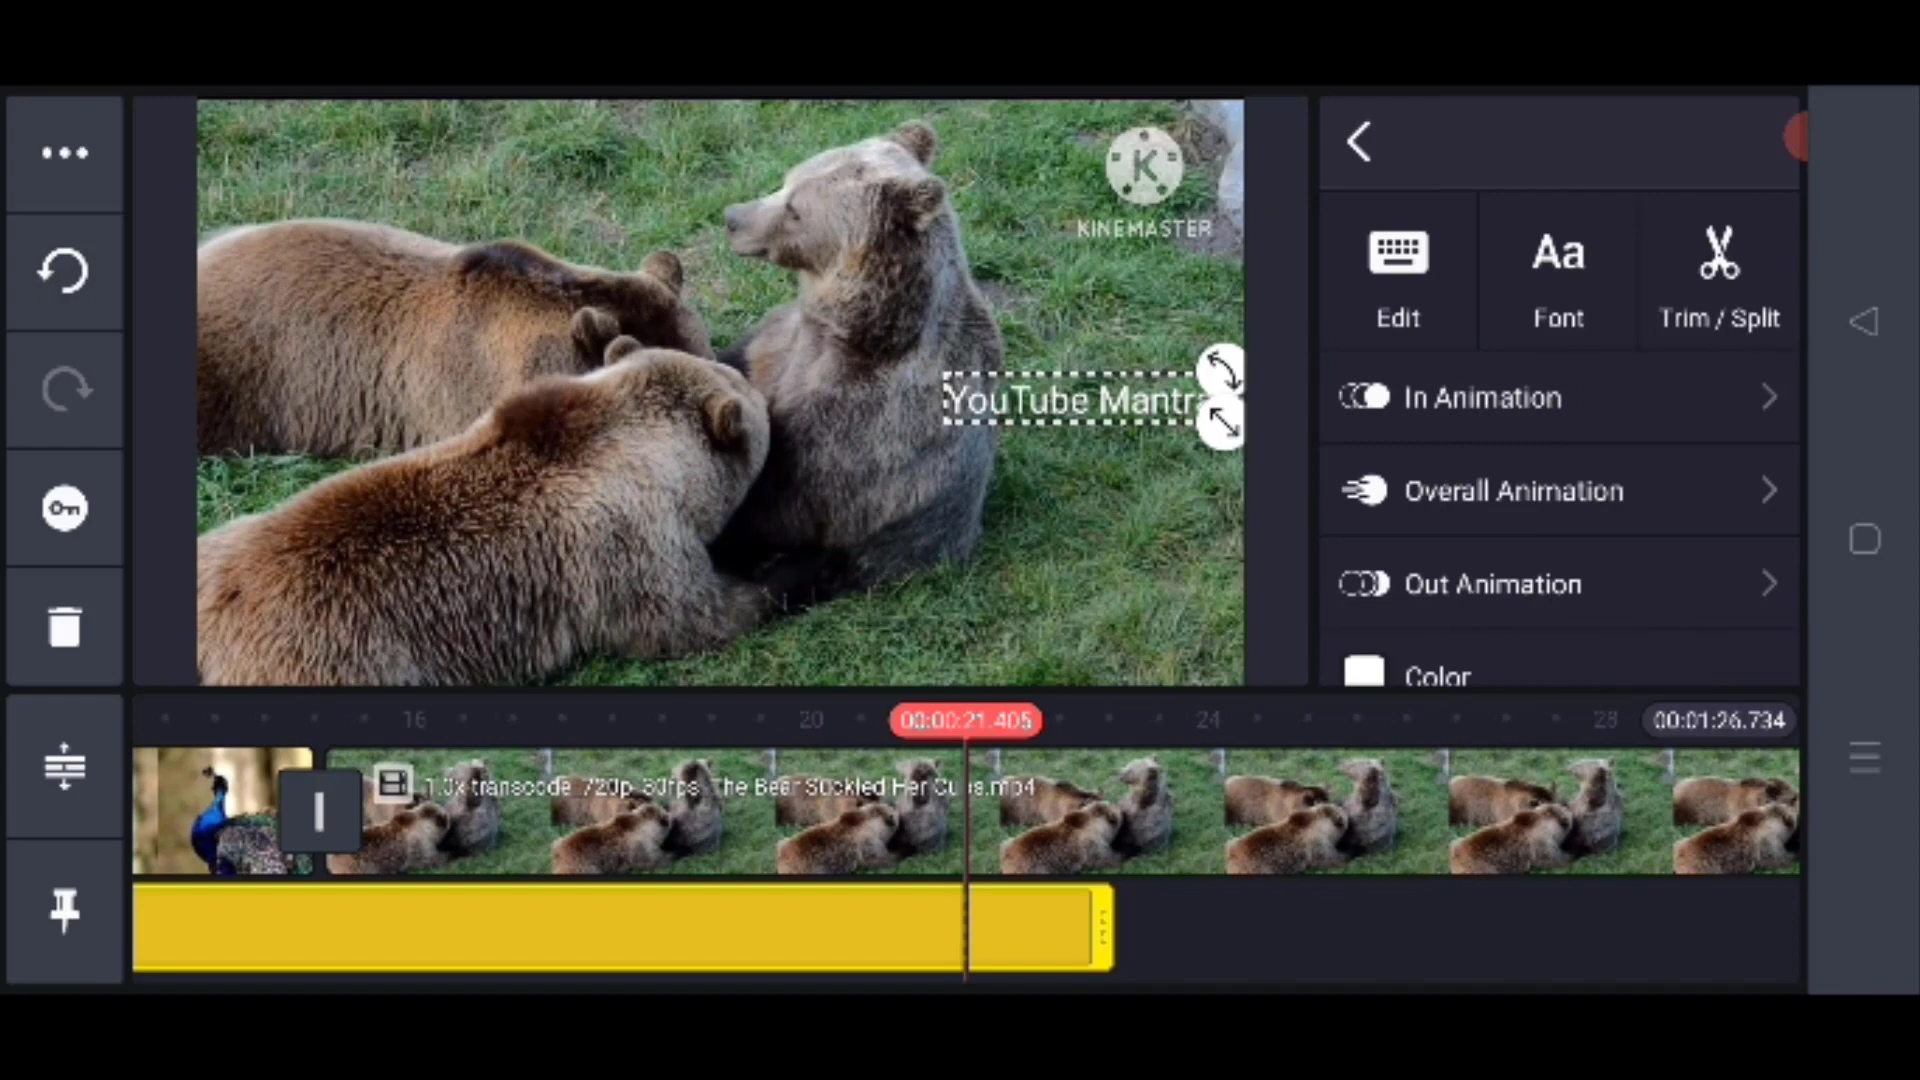 KINEMASTER
YouTube Mantra
Edit
Aa
Font
Trim / Split
In Animation
Overall Animation
Out Animation
Color
16
20
00:00:21.405
24
28
00:01:26.734
1.0x transcode 720p 30fps The Bear Suckled Her Cubs.mp4